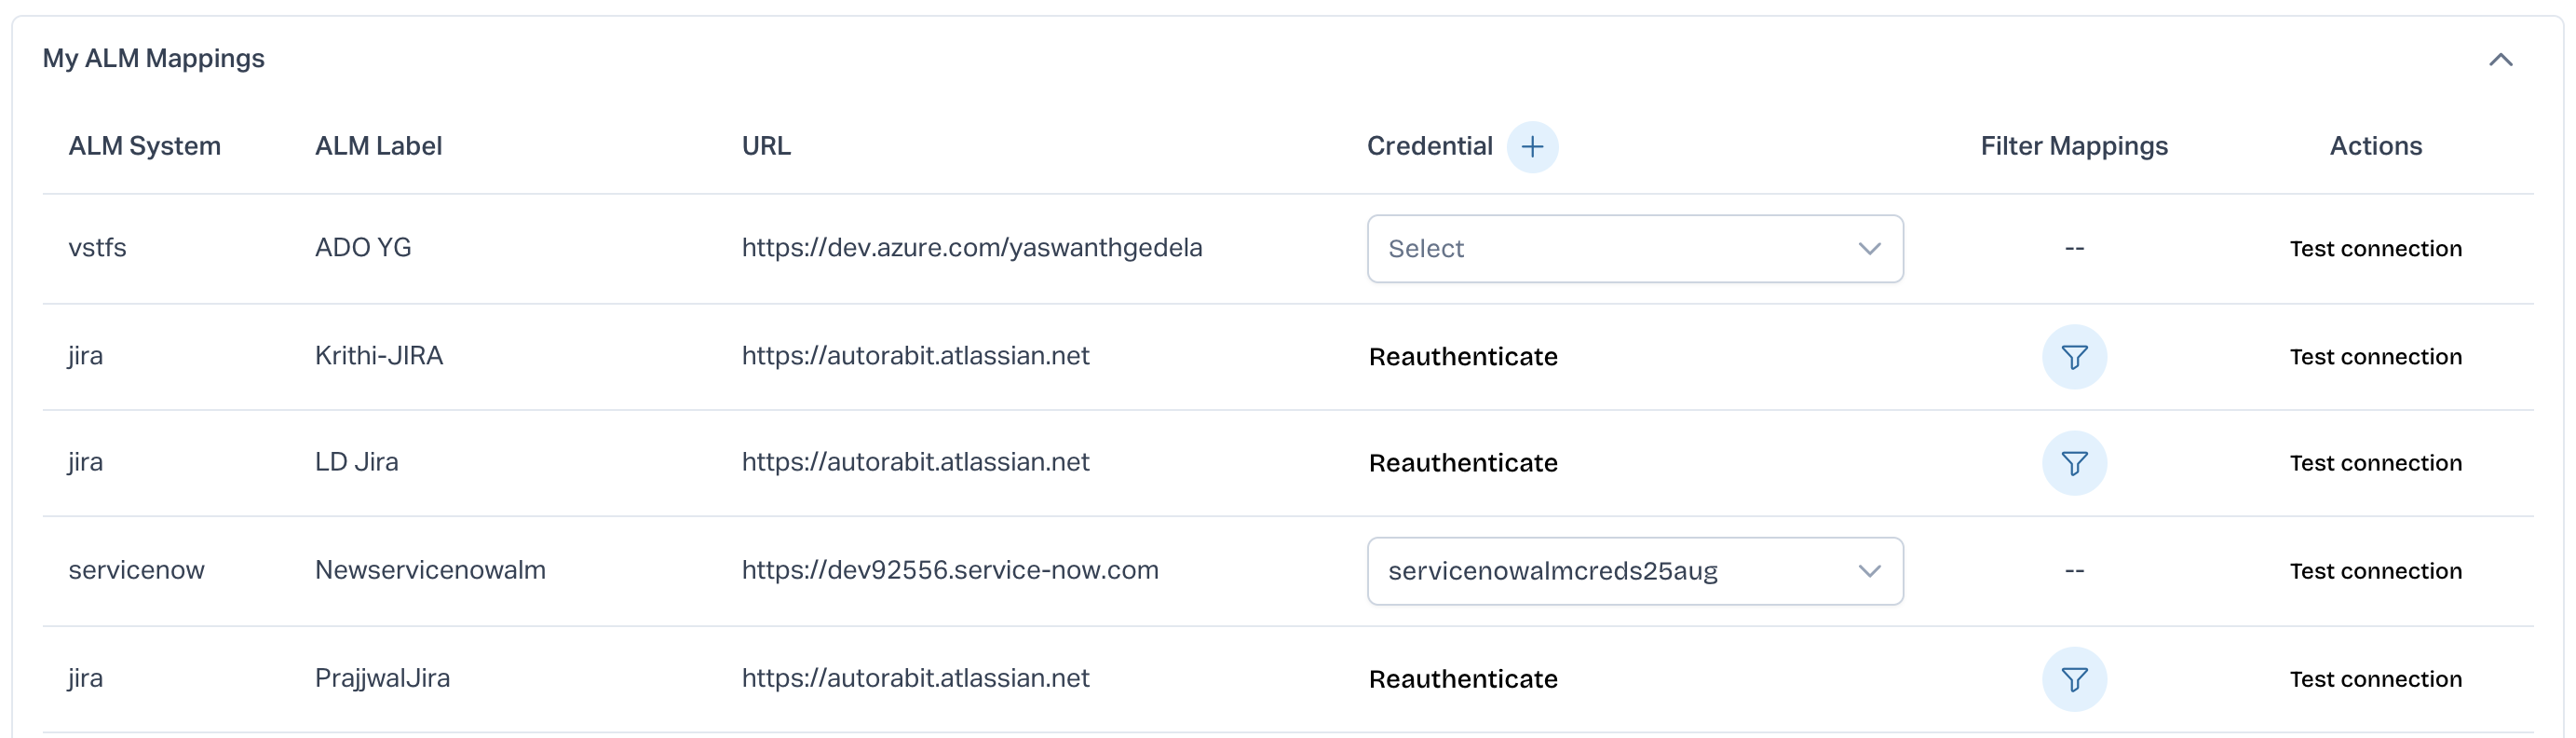 My ALM Mappings
ALM System ALM Label URL Credential Filter Mappings Actions
vstfs ADO YG https://dev.azure.com/yaswanthgedela Select -- Test connection
jira Krithi-JIRA https://autorabit.atlassian.net Reauthenticate Test connection
jira LD Jira https://autorabit.atlassian.net Reauthenticate Test connection
servicenow Newservicenowalm https://dev92556.service-now.com servicenowalmcreds25aug -- Test connection
jira PrajjwalJira https://autorabit.atlassian.net Reauthenticate Test connection